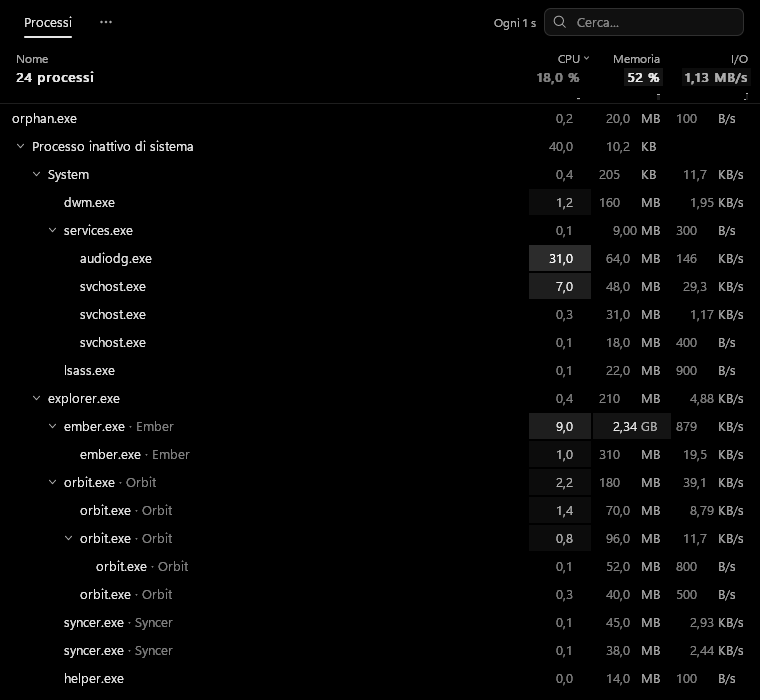 Processi ···
Ogni 1 s Cerca...
Nome CPU Memoria I/O
24 processi 18,0 % 52 % 1,13 MB/s
orphan.exe 0,2 20,0 MB 100 B/s
Processo inattivo di sistema 40,0 10,2 KB
System 0,4 205 KB 11,7 KB/s
dwm.exe 1,2 160 MB 1,95 KB/s
services.exe 0,1 9,00 MB 300 B/s
audiodg.exe 31,0 64,0 MB 146 KB/s
svchost.exe 7,0 48,0 MB 29,3 KB/s
svchost.exe 0,3 31,0 MB 1,17 KB/s
svchost.exe 0,1 18,0 MB 400 B/s
lsass.exe 0,1 22,0 MB 900 B/s
explorer.exe 0,4 210 MB 4,88 KB/s
ember.exe · Ember 9,0 2,34 GB 879 KB/s
ember.exe · Ember 1,0 310 MB 19,5 KB/s
orbit.exe · Orbit 2,2 180 MB 39,1 KB/s
orbit.exe · Orbit 1,4 70,0 MB 8,79 KB/s
orbit.exe · Orbit 0,8 96,0 MB 11,7 KB/s
orbit.exe · Orbit 0,1 52,0 MB 800 B/s
orbit.exe · Orbit 0,3 40,0 MB 500 B/s
syncer.exe · Syncer 0,1 45,0 MB 2,93 KB/s
syncer.exe · Syncer 0,1 38,0 MB 2,44 KB/s
helper.exe 0,0 14,0 MB 100 B/s